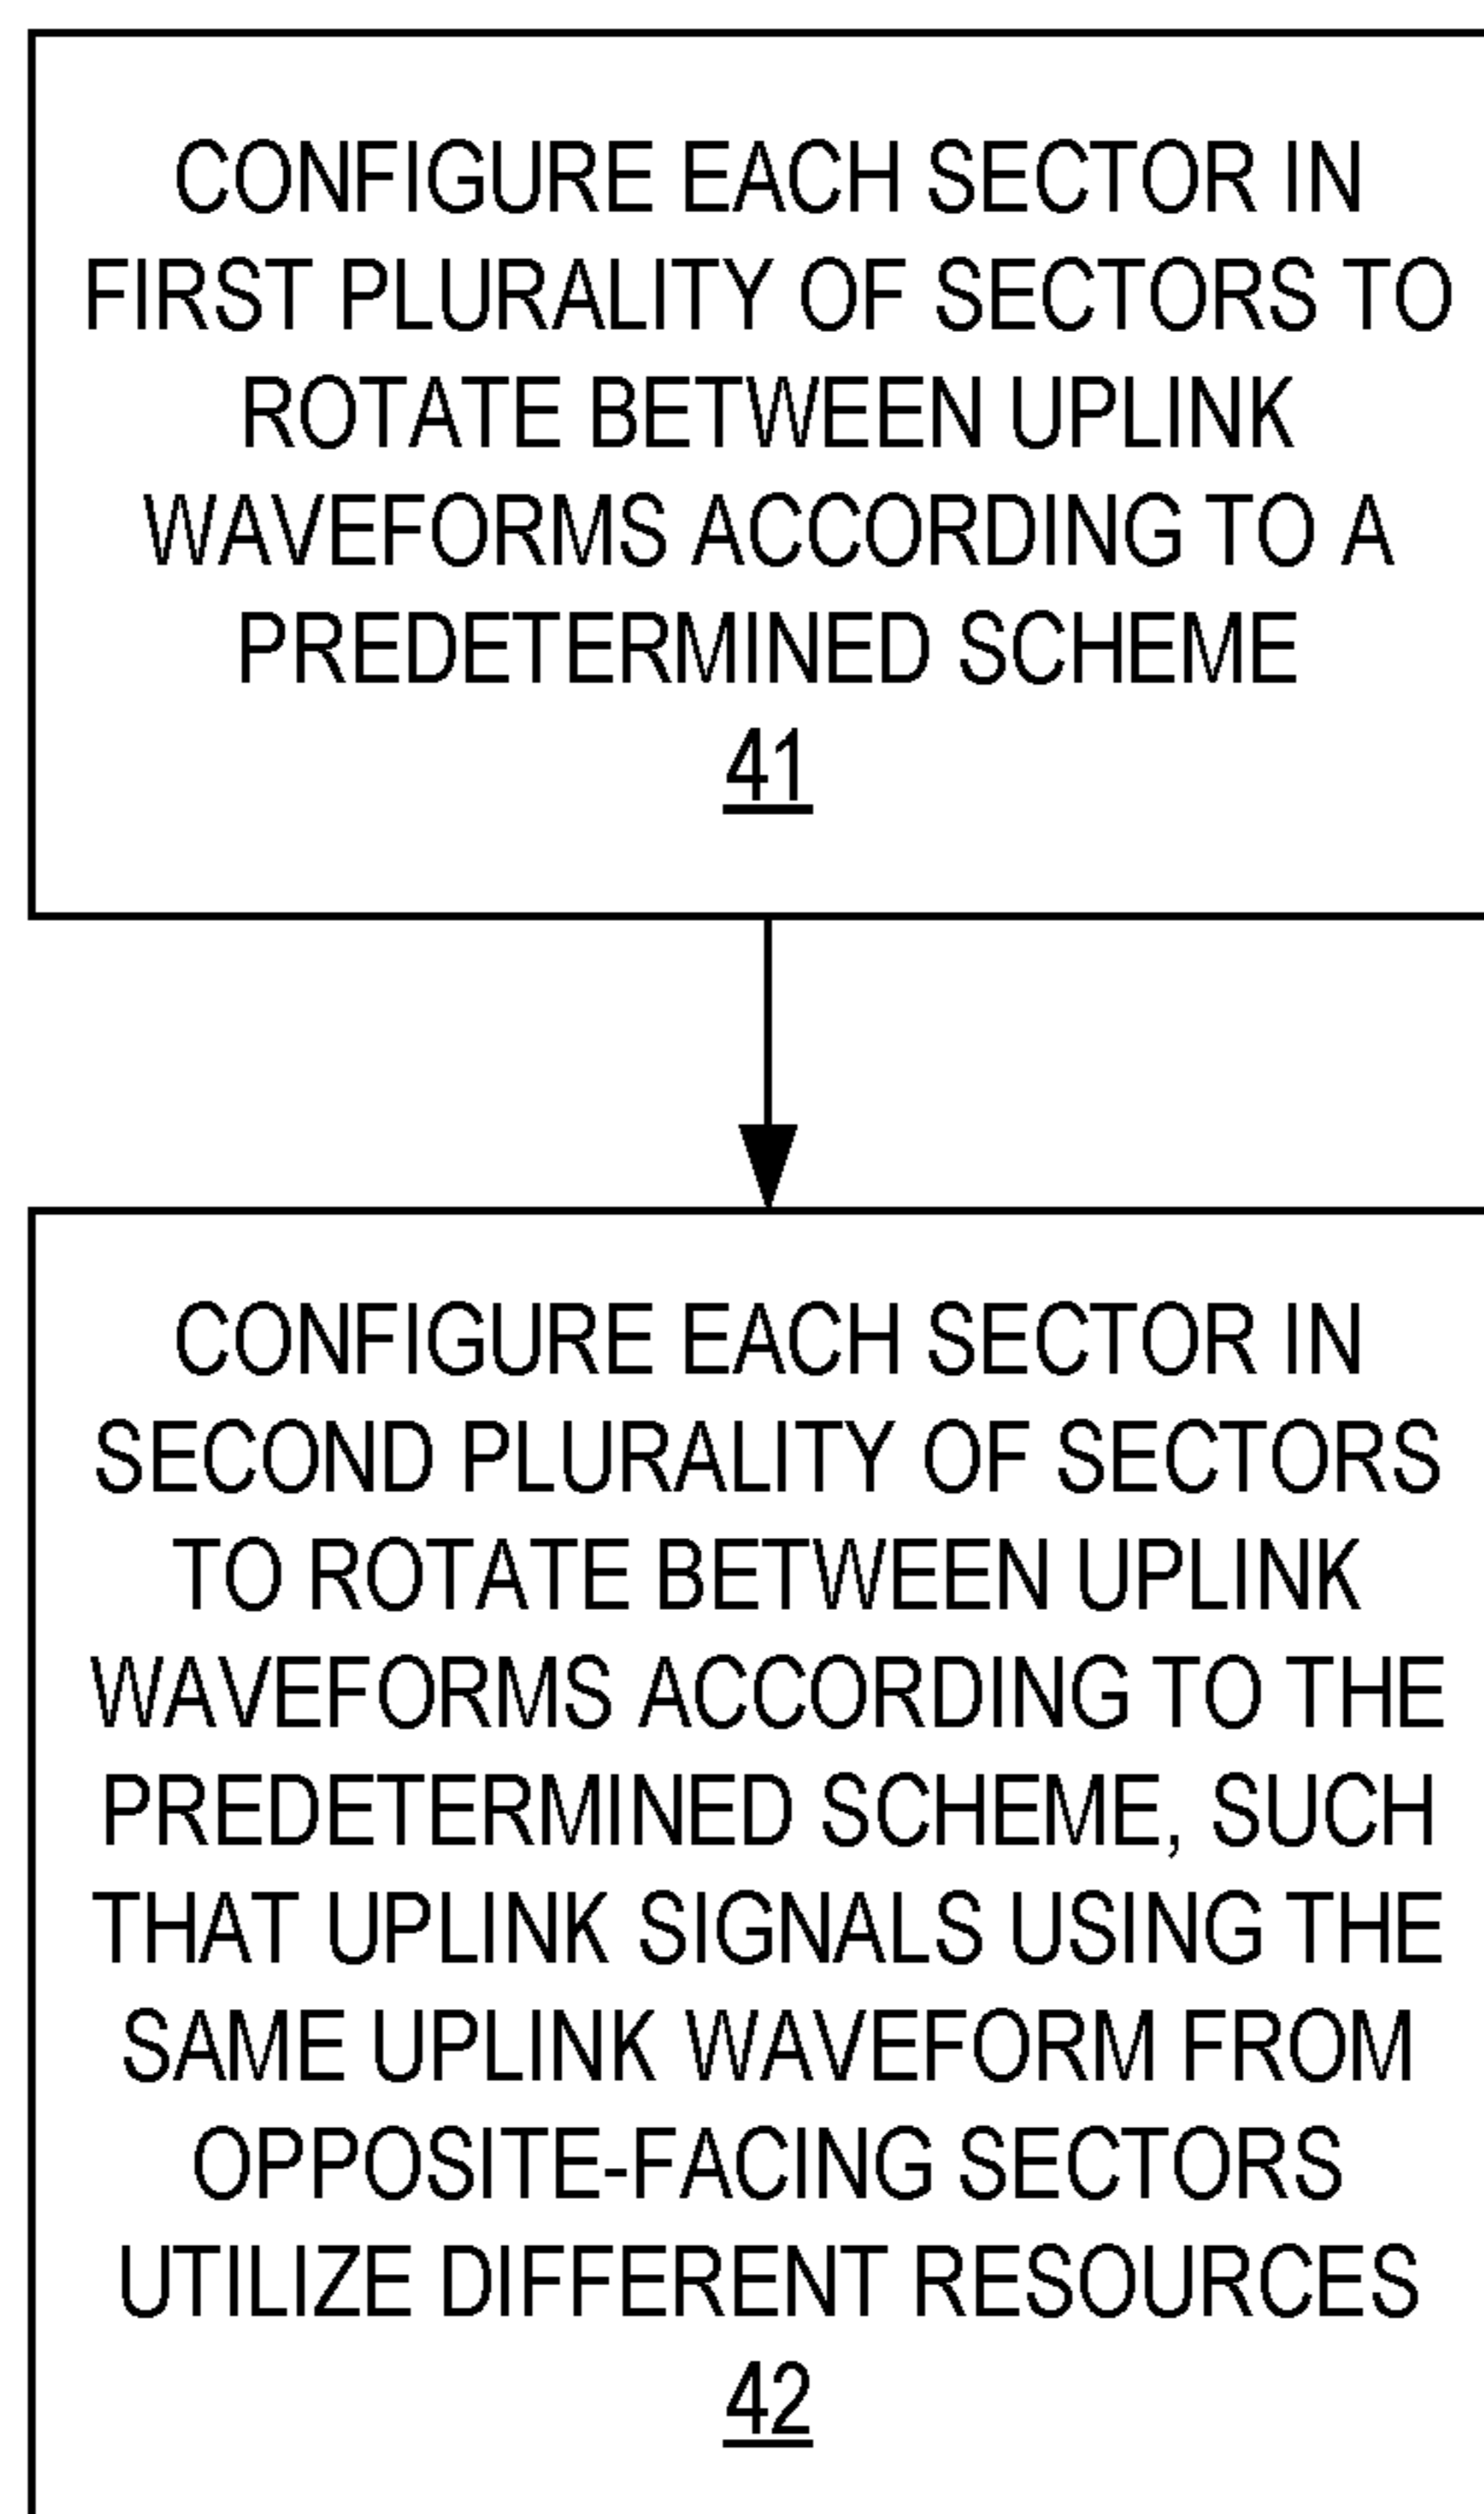 CONFIGURE EACH SECTOR IN
FIRST PLURALITY OF SECTORS TO
ROTATE BETWEEN UPLINK
WAVEFORMS ACCORDING TO A
PREDETERMINED SCHEME
41
CONFIGURE EACH SECTOR IN
SECOND PLURALITY OF SECTORS
TO ROTATE BETWEEN UPLINK
WAVEFORMS ACCORDING TO THE
PREDETERMINED SCHEME, SUCH
THAT UPLINK SIGNALS USING THE
SAME UPLINK WAVEFORM FROM
OPPOSITE-FACING SECTORS
UTILIZE DIFFERENT RESOURCES
42